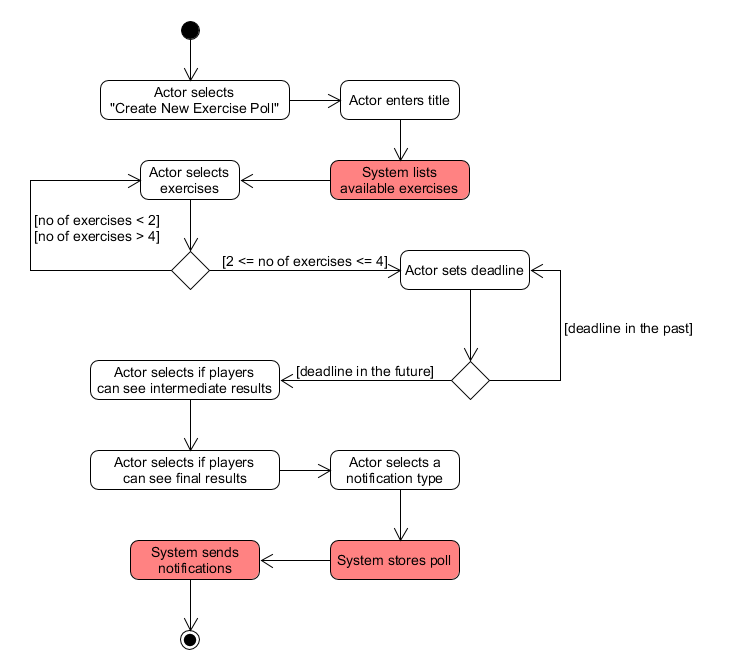 Actor selects
"Create New Exercise Poll"
Actor enters title
Actor selects
exercises
System lists
available exercises
[no of exercises < 2]
[no of exercises > 4]
[2 <= no of exercises <= 4]
Actor sets deadline
[deadline in the past]
Actor selects if players
can see intermediate results
[deadline in the future]
Actor selects if players
can see final results
Actor selects a
notification type
System sends
notifications
System stores poll